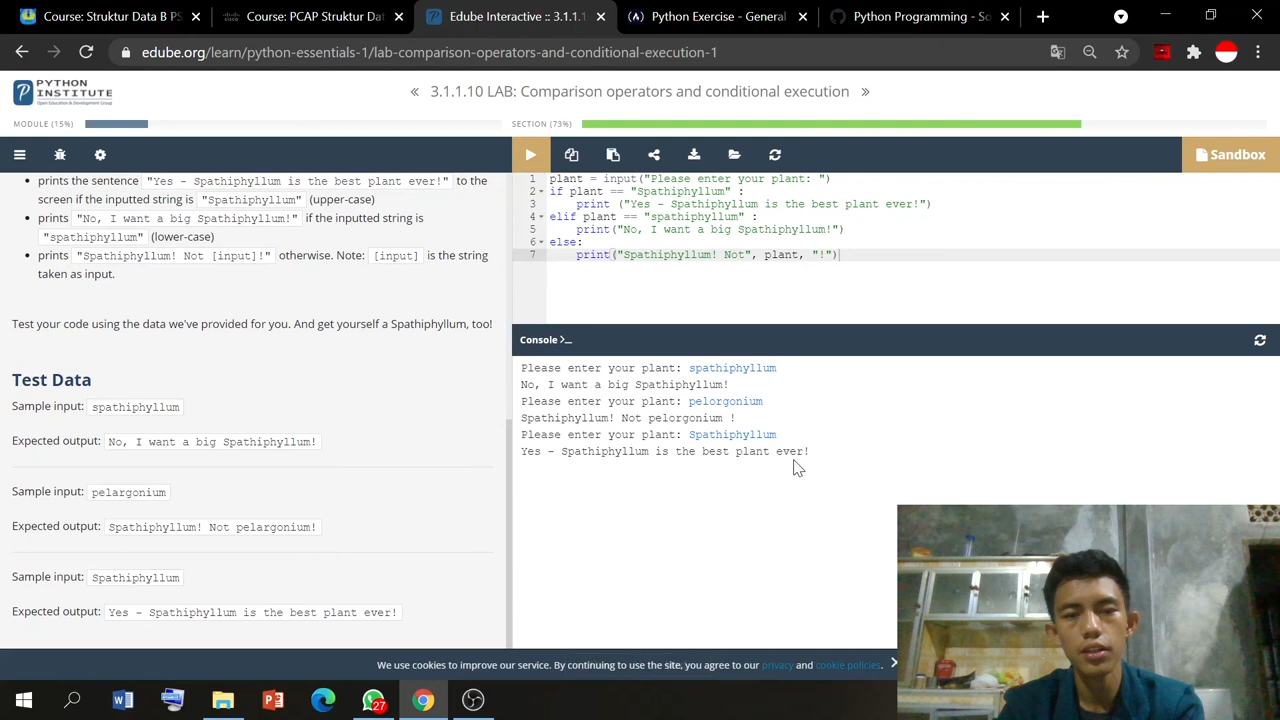 Course: Struktur Data B PS
Course: PCAP Struktur Dat
Edube Interactive :: 3.1.1.1
Python Exercise - General
Python Programming - So
edube.org/learn/python-essentials-1/lab-comparison-operators-and-conditional-execution-1
PYTHON
INSTITUTE
Open Education & Development Group
3.1.1.10 LAB: Comparison operators and conditional execution
MODULE (15%)
SECTION (73%)
Sandbox
prints the sentence "Yes - Spathiphyllum is the best plant ever!" to the
screen if the inputted string is "Spathiphyllum" (upper-case)
prints "No, I want a big Spathiphyllum!" if the inputted string is
"spathiphyllum" (lower-case)
prints "Spathiphyllum! Not [input]!" otherwise. Note: [input] is the string
taken as input.
Test your code using the data we've provided for you. And get yourself a Spathiphyllum, too!
Test Data
Sample input: spathiphyllum
Expected output: No, I want a big Spathiphyllum!
Sample input: pelargonium
Expected output: Spathiphyllum! Not pelargonium!
Sample input: Spathiphyllum
Expected output: Yes - Spathiphyllum is the best plant ever!
1 plant = input("Please enter your plant: ")
2 if plant == "Spathiphyllum" :
3 print ("Yes - Spathiphyllum is the best plant ever!")
4 elif plant == "spathiphyllum" :
5 print("No, I want a big Spathiphyllum!")
6 else:
7 print("Spathiphyllum! Not", plant, "!")
Console >_
Please enter your plant: spathiphyllum
No, I want a big Spathiphyllum!
Please enter your plant: pelorgonium
Spathiphyllum! Not pelorgonium !
Please enter your plant: Spathiphyllum
Yes - Spathiphyllum is the best plant ever!
We use cookies to improve our service. By continuing to use the site, you agree to our privacy and cookie policies.
27